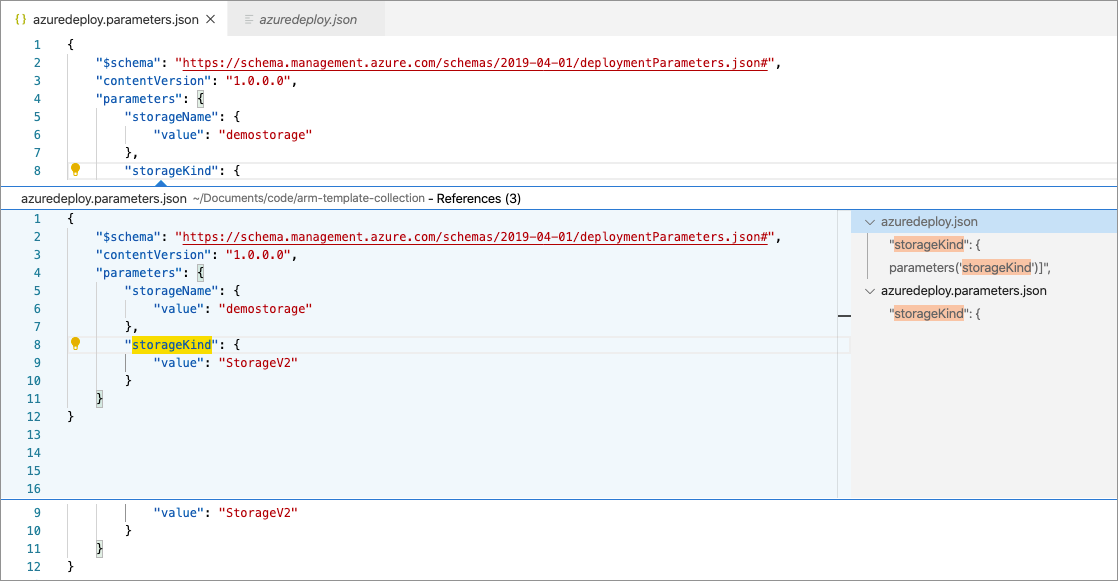 { } azuredeploy.parameters.json × azuredeploy.json
1 {
2 "$schema": "https://schema.management.azure.com/schemas/2019-04-01/deploymentParameters.json#",
3 "contentVersion": "1.0.0.0",
4 "parameters": {
5 "storageName": {
6 "value": "demostorage"
7 },
8 "storageKind": {
azuredeploy.parameters.json ~/Documents/code/arm-template-collection - References (3)
1 {
2 "$schema": "https://schema.management.azure.com/schemas/2019-04-01/deploymentParameters.json#",
3 "contentVersion": "1.0.0.0",
4 "parameters": {
5 "storageName": {
6 "value": "demostorage"
7 },
8 "storageKind": {
9 "value": "StorageV2"
10 }
11 }
12 }
13
14
15
16
azuredeploy.json
"storageKind": {
parameters('storageKind')]",
azuredeploy.parameters.json
"storageKind": {
9 "value": "StorageV2"
10 }
11 }
12 }